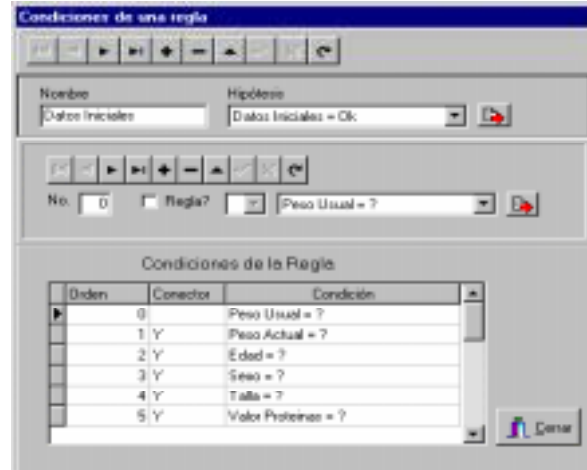 Condiciones de una regla
Nombre Hipótesis
Datos Iniciales Datos Iniciales = Ok
No. 0 Regla? Peso Usual = ?
Condiciones de la Regla
Orden Conector Condición
0 Peso Usual = ?
1 Y Peso Actual = ?
2 Y Edad = ?
3 Y Sexo = ?
4 Y Talla = ?
5 Y Valor Proteinas = ?
Cerrar